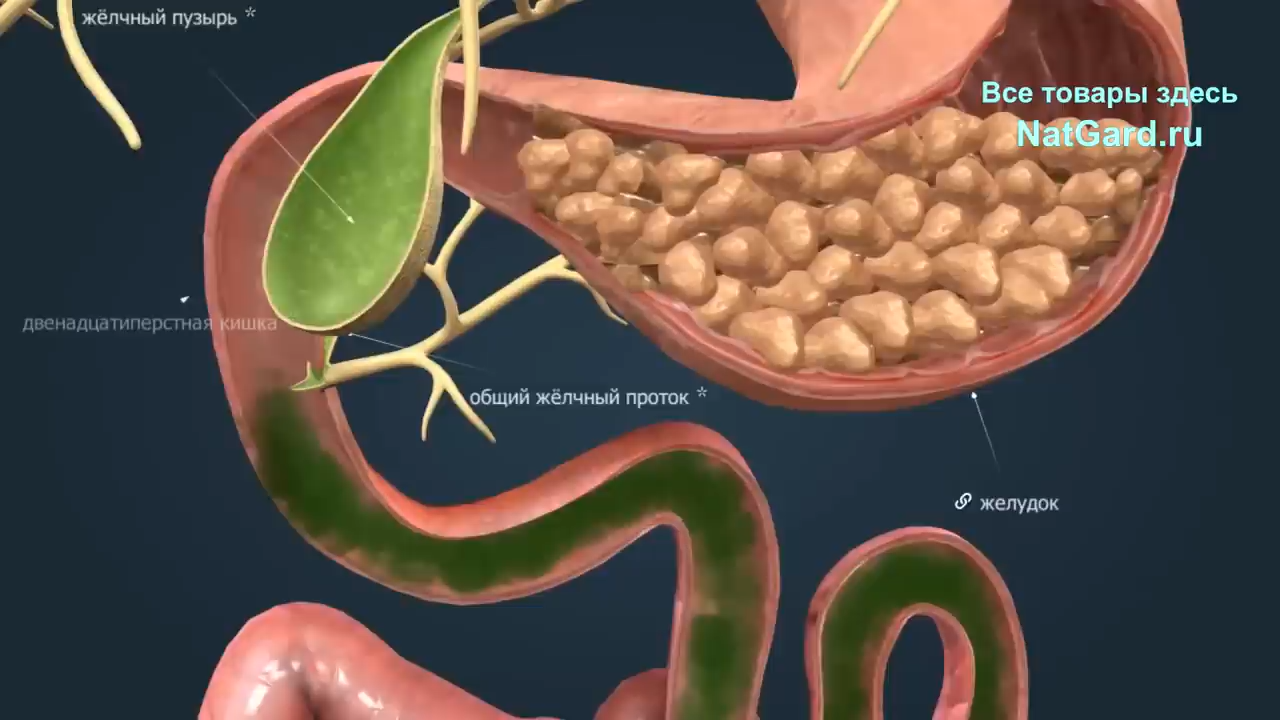 жёлчный пузырь *
Все товары здесь
NatGard.ru
двенадцатиперстная кишка
общий жёлчный проток *
желудок